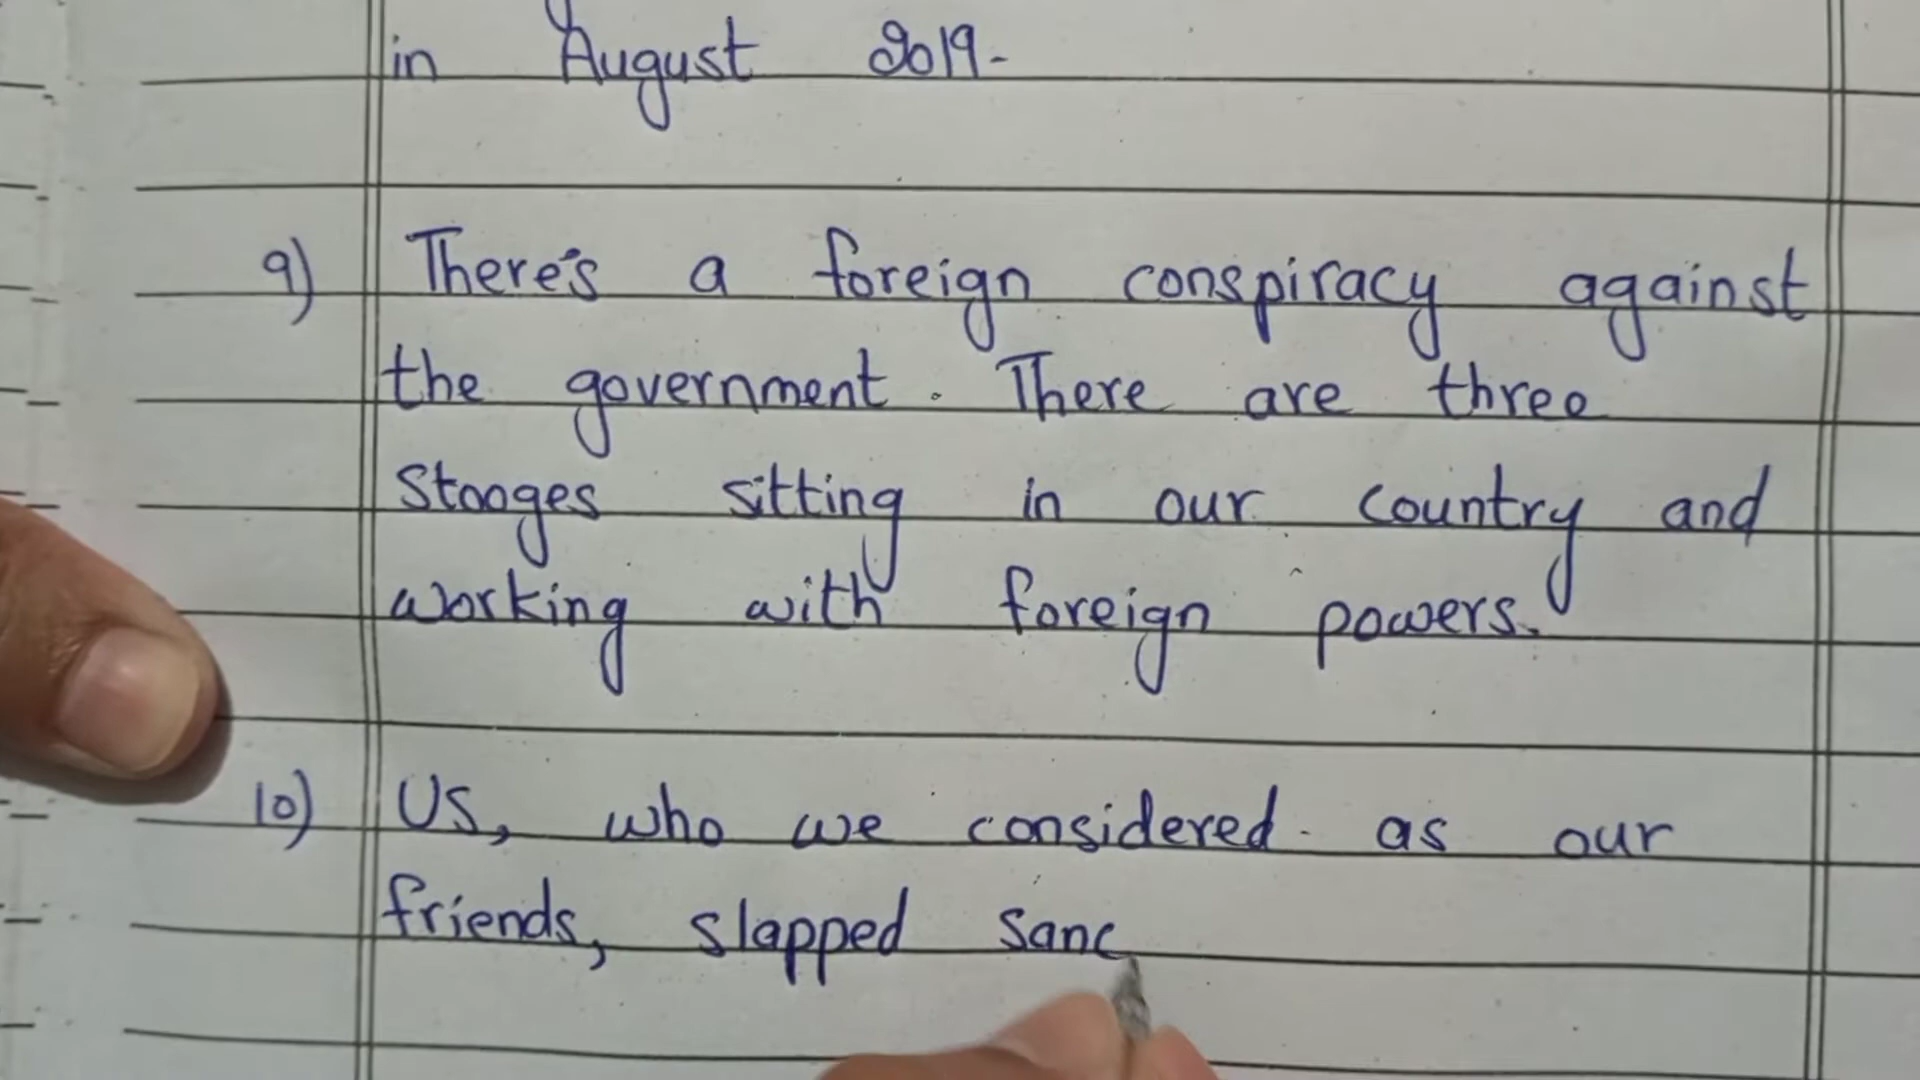 in August 2019-
9) There's a foreign conspiracy against
the government. There are three
Stooges sitting in our country and
working with foreign powers.
10) US, who we considered as our
friends, slapped sanc